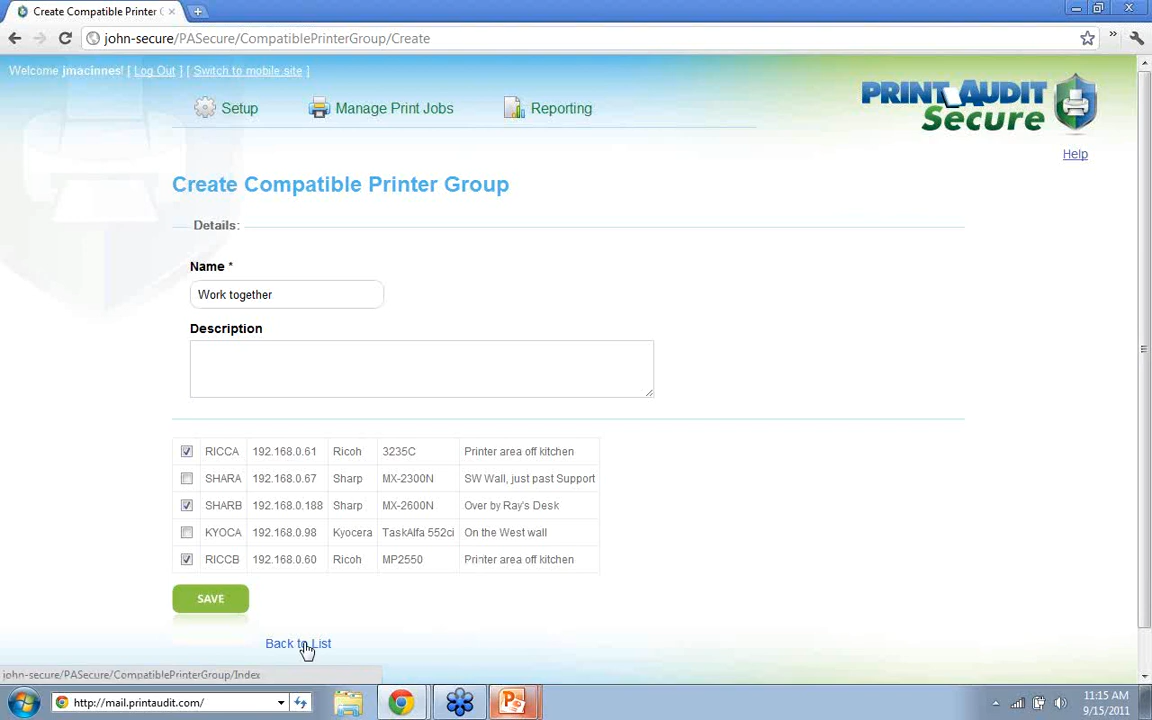 Create Compatible Printer G
john-secure/PASecure/CompatiblePrinterGroup/Create
Welcome jmacinnes! [ Log Out ] [ Switch to mobile site ]
Setup
Manage Print Jobs
Reporting
PRINT AUDIT
Secure
Help
Create Compatible Printer Group
Details:
Name *
Work together
Description
RICCA 192.168.0.61 Ricoh 3235C Printer area off kitchen
SHARA 192.168.0.67 Sharp MX-2300N SW Wall, just past Support
SHARB 192.168.0.188 Sharp MX-2600N Over by Ray's Desk
KYOCA 192.168.0.98 Kyocera TaskAlfa 552ci On the West wall
RICCB 192.168.0.60 Ricoh MP2550 Printer area off kitchen
SAVE
Back to List
john-secure/PASecure/CompatiblePrinterGroup/Index
http://mail.printaudit.com/
11:15 AM
9/15/2011